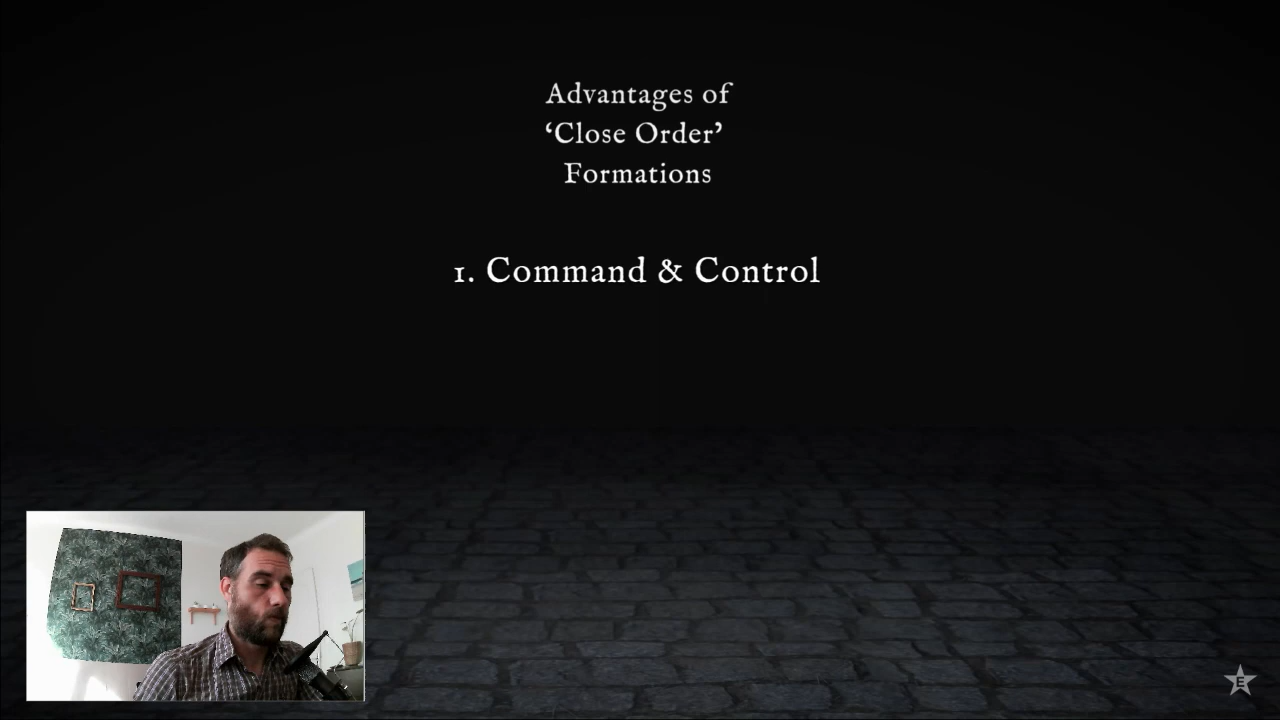 Advantages of
‘Close Order’
Formations
1. Command & Control
E